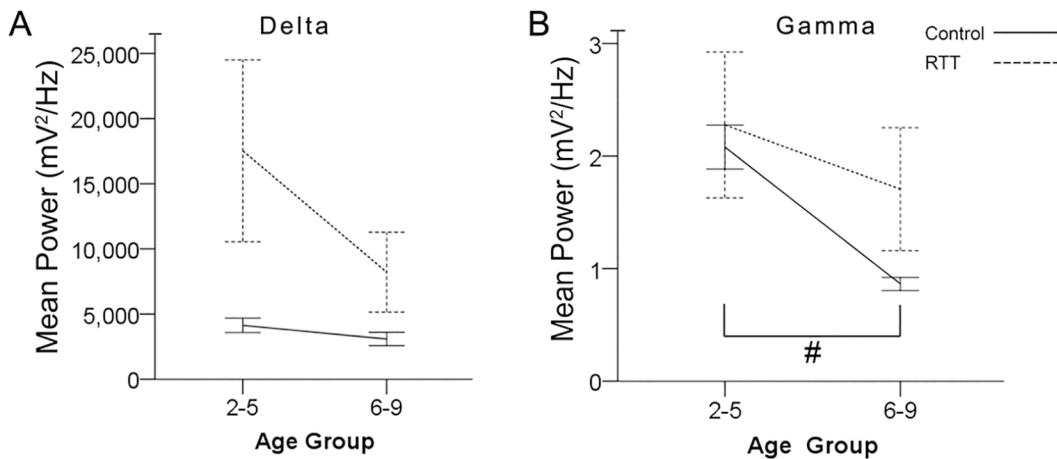 A
Delta
Mean Power (mV²/Hz)
25,000
20,000
15,000
10,000
5,000
0
2-5
6-9
Age Group
B
Gamma
Control
RTT
Mean Power (mV²/Hz)
3
2
1
0
#
2-5
6-9
Age Group